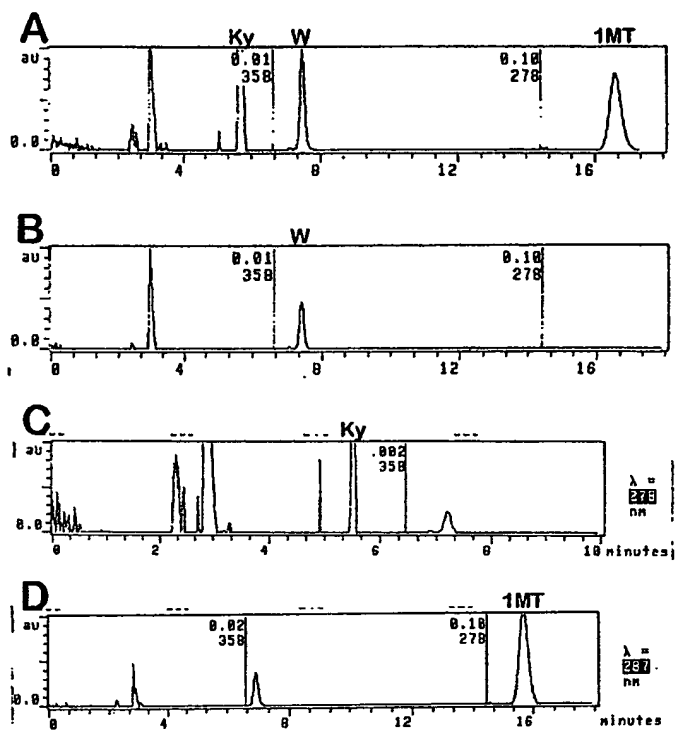 A
Ky W 1MT
au
0.01
358
0.10
278
0.0
0 4 8 12 16
B
W
au
0.01
358
0.10
278
0.0
0 4 8 12 16
C
Ky
au
.002
358
λ =
278
nm
0.0
0 2 4 6 8 10 minutes
D
1MT
au
0.02
358
0.10
278
λ =
287
nm
0.0
0 4 8 12 16 minutes